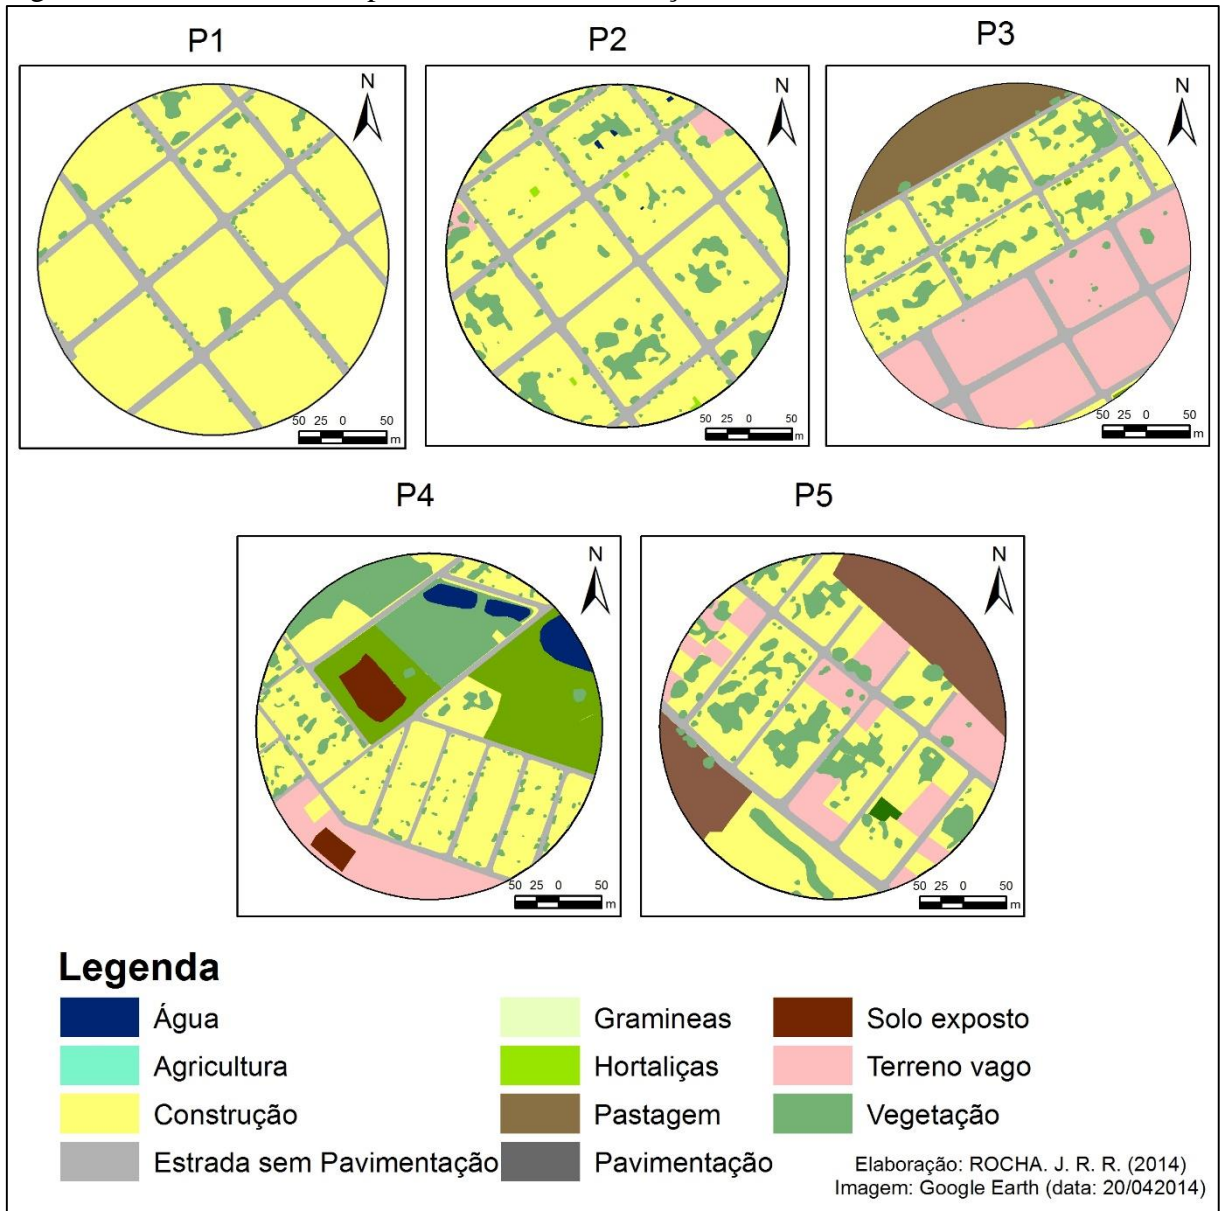 P1
P2
P3
N
N
N
50 25 0 50
m
50 25 0 50
m
50 25 0 50
m
P4
P5
N
N
50 25 0 50
m
50 25 0 50
m
Legenda
Água
Gramineas
Solo exposto
Agricultura
Hortaliças
Terreno vago
Construção
Pastagem
Vegetação
Estrada sem Pavimentação
Pavimentação
Elaboração: ROCHA. J. R. R. (2014)
Imagem: Google Earth (data: 20/042014)